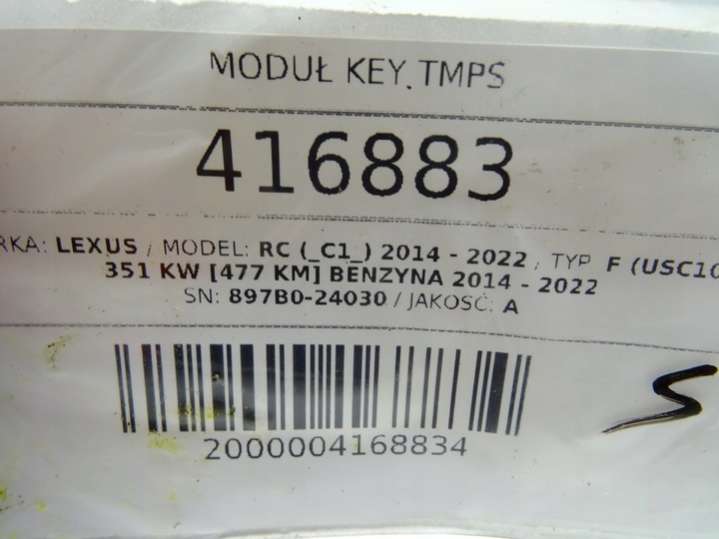 MODUŁ KEY.TMPS
416883
RKA: LEXUS / MODEL: RC (_C1_) 2014 - 2022 / TYP F (USC10
351 KW [477 KM] BENZYNA 2014 - 2022
SN: 897B0-24030 / JAKOŚĆ: A
2000004168834
S